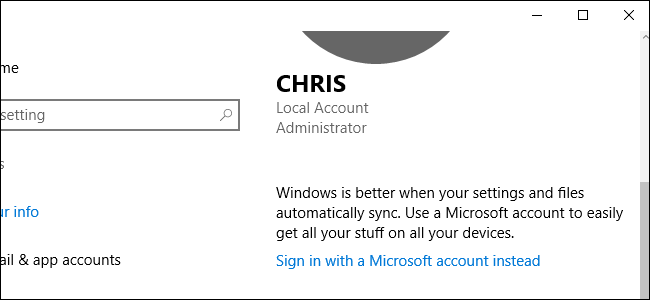 me
setting
s
ur info
ail & app accounts
CHRIS
Local Account
Administrator
Windows is better when your settings and files
automatically sync. Use a Microsoft account to easily
get all your stuff on all your devices.
Sign in with a Microsoft account instead